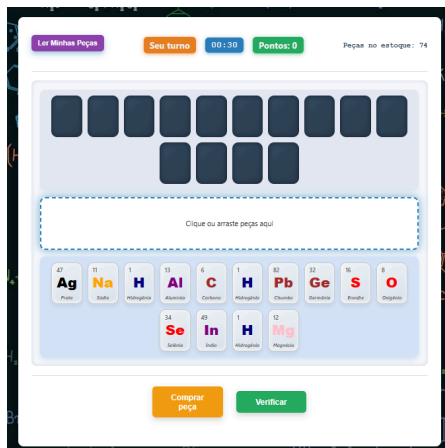 Ler Minhas Peças
Seu turno
00:30
Pontos: 0
Peças no estoque: 74
Clique ou arraste peças aqui
47 11 1 13 6 1 82 32 16 8
Ag Na H Al C H Pb Ge S O
Prata Sódio Hidrogênio Alumínio Carbono Hidrogênio Chumbo Germânio Enxofre Oxigênio
34 49 1 12
Se In H Mg
Selênio Índio Hidrogênio Magnésio
Comprar
peça
Verificar